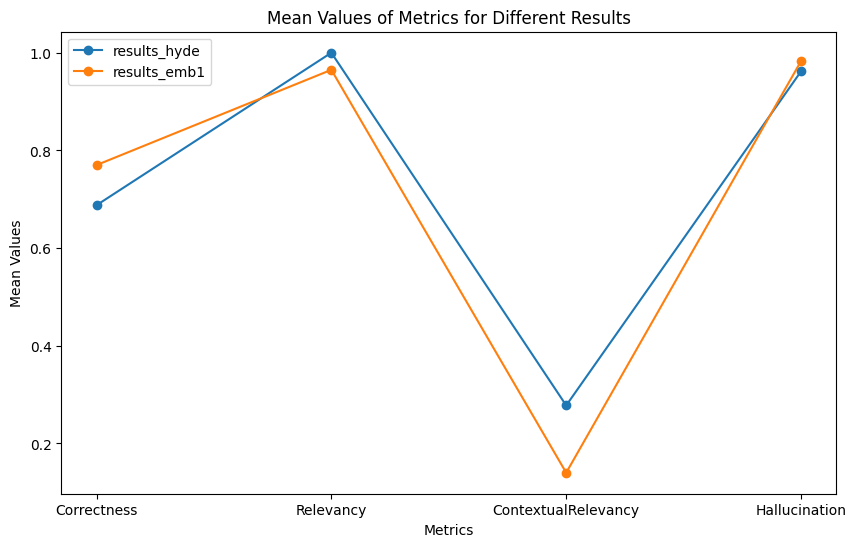 Mean Values of Metrics for Different Results
results_hyde
results_emb1
Mean Values
1.0
0.8
0.6
0.4
0.2
Correctness
Relevancy
ContextualRelevancy
Hallucination
Metrics